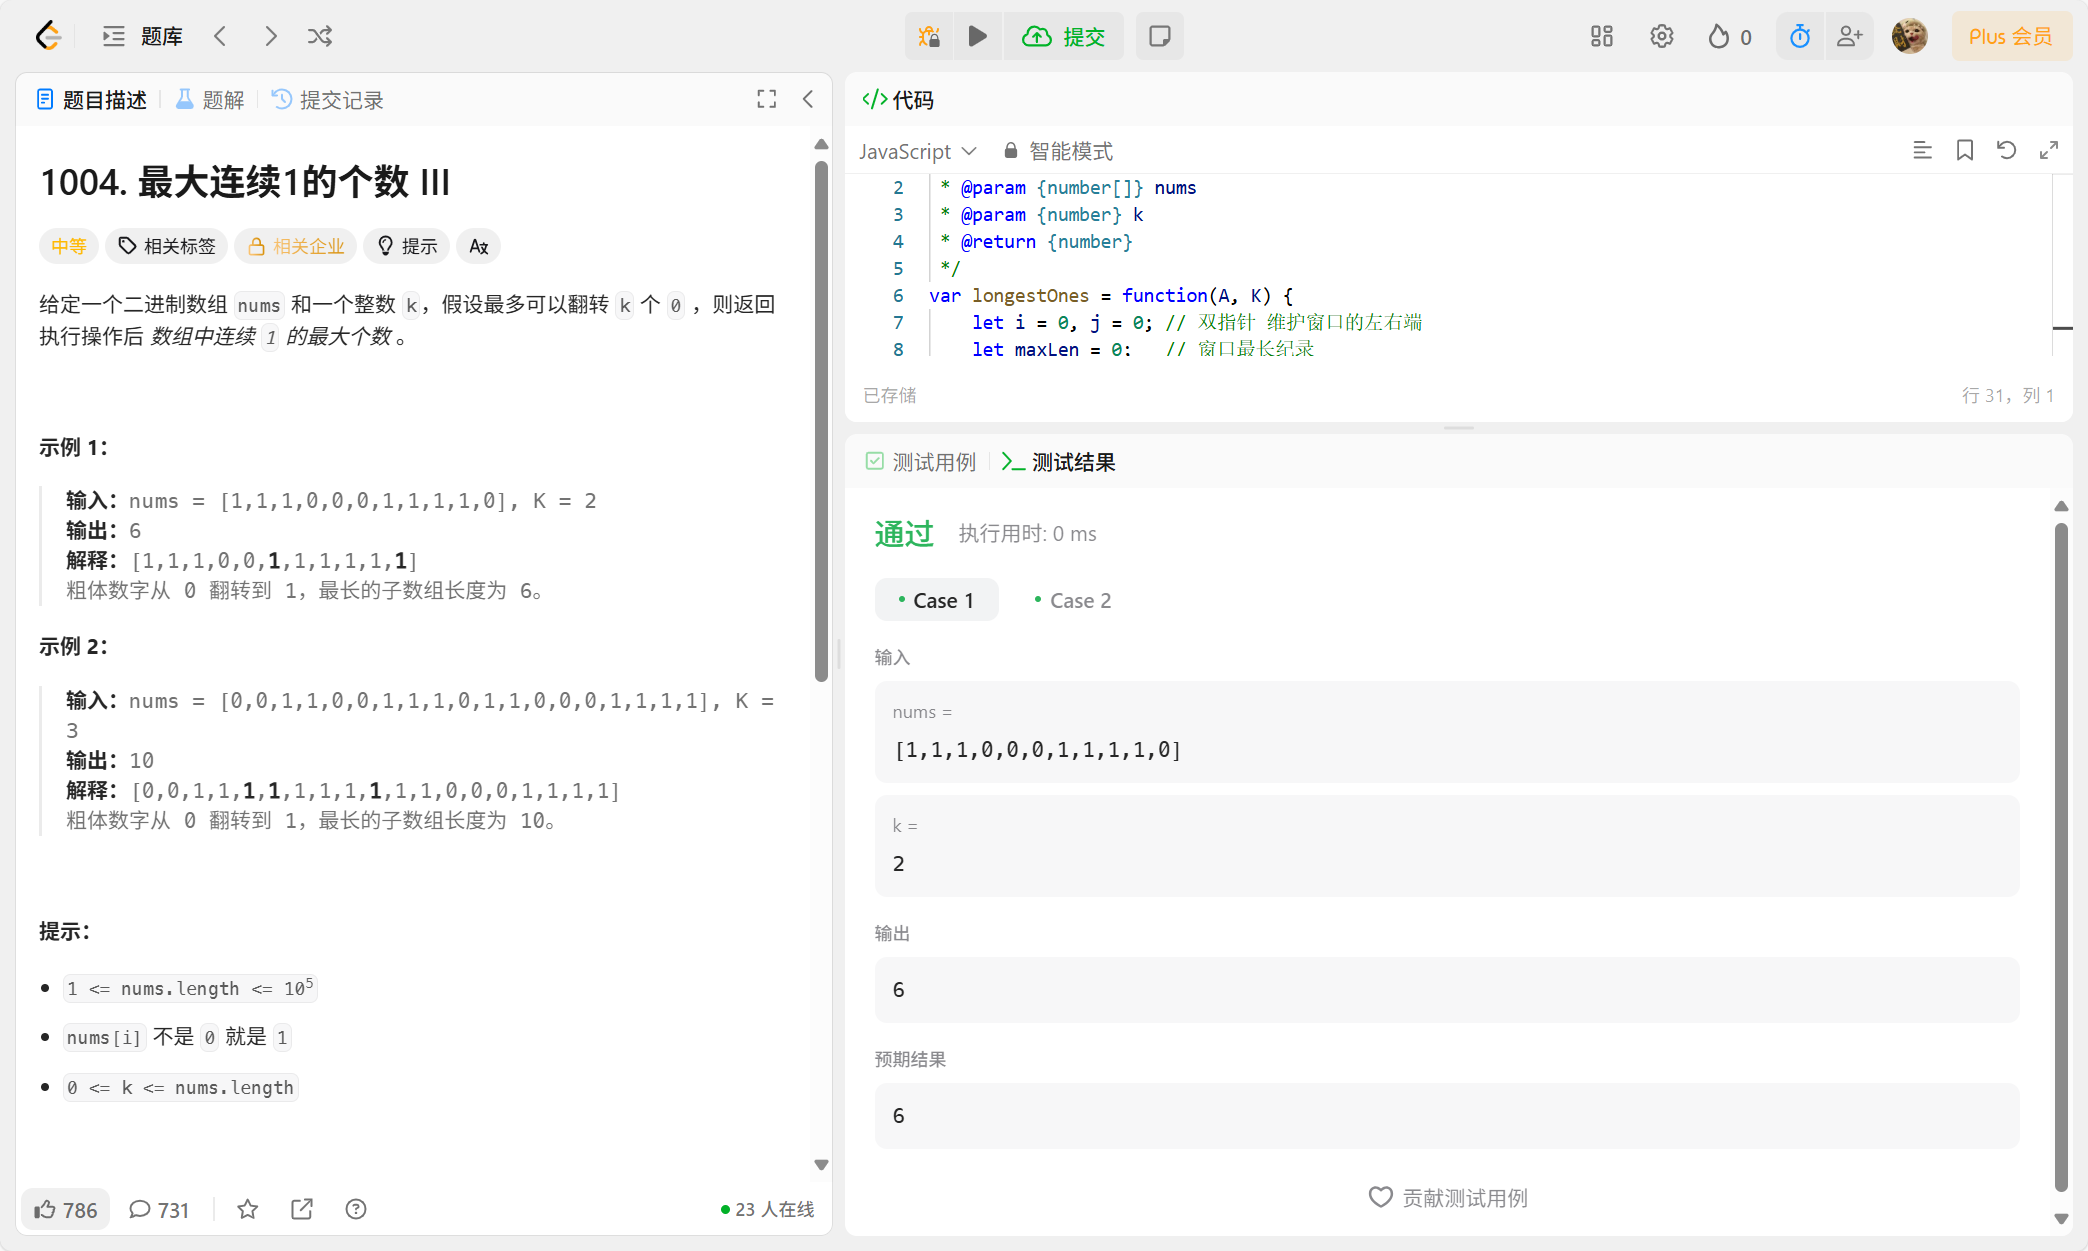 题库
提交
0
Plus 会员
题目描述
题解
提交记录
1004. 最大连续1的个数 III
中等
相关标签
相关企业
提示
给定一个二进制数组 nums 和一个整数 k，假设最多可以翻转 k 个 0 ，则返回
执行操作后 数组中连续 1 的最大个数 。
示例 1：
输入：nums = [1,1,1,0,0,0,1,1,1,1,0], K = 2
输出：6
解释：[1,1,1,0,0,1,1,1,1,1,1]
粗体数字从 0 翻转到 1，最长的子数组长度为 6。
示例 2：
输入：nums = [0,0,1,1,0,0,1,1,1,0,1,1,0,0,0,1,1,1,1], K =
3
输出：10
解释：[0,0,1,1,1,1,1,1,1,1,1,1,0,0,0,1,1,1,1]
粗体数字从 0 翻转到 1，最长的子数组长度为 10。
提示：
1 <= nums.length <= 10⁵
nums[i] 不是 0 就是 1
0 <= k <= nums.length
786
731
23 人在线
</> 代码
JavaScript
智能模式
2 * @param {number[]} nums
3 * @param {number} k
4 * @return {number}
5 */
6 var longestOnes = function(A, K) {
7 let i = 0, j = 0; // 双指针 维护窗口的左右端
8 let maxLen = 0; // 窗口最长纪录
已存储
行 31，列 1
测试用例
测试结果
通过
执行用时: 0 ms
Case 1
Case 2
输入
nums =
[1,1,1,0,0,0,1,1,1,1,0]
k =
2
输出
6
预期结果
6
贡献测试用例